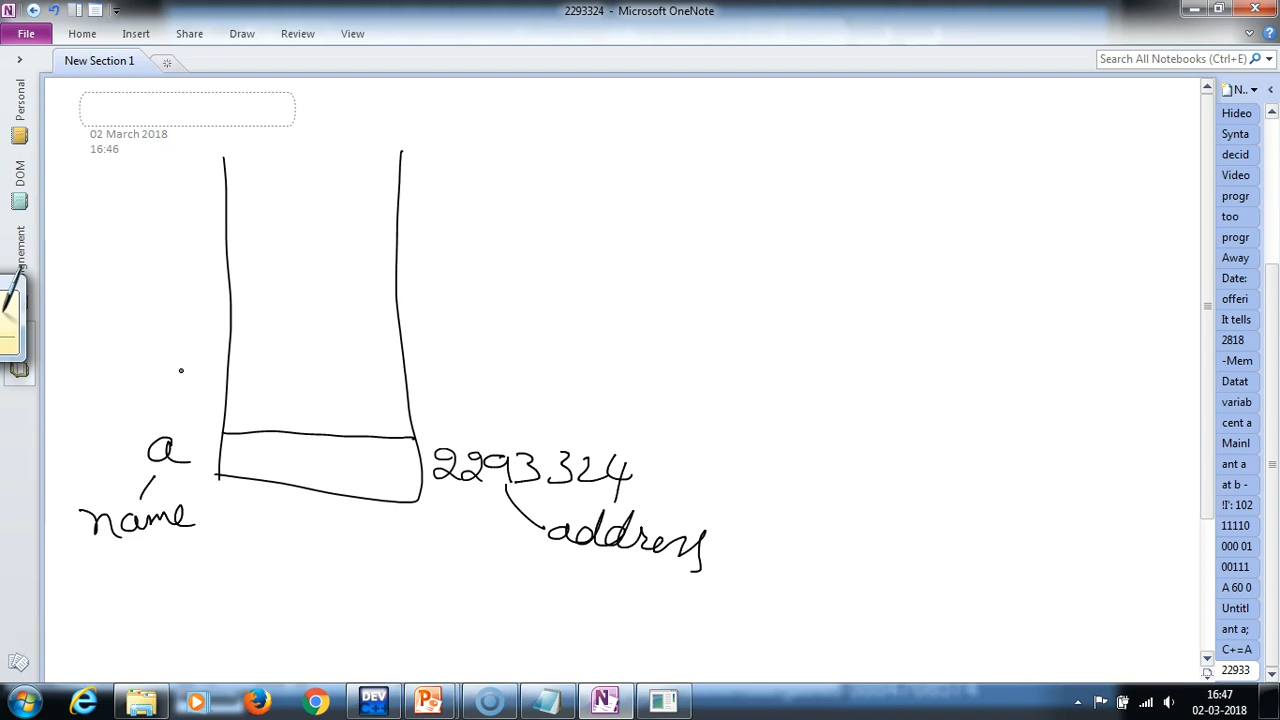 2293324 - Microsoft OneNote
File Home Insert Share Draw Review View
New Section 1
Search All Notebooks (Ctrl+E)
N..
Personal
DOM
02 March 2018
16:46
a
2293324
name
address
Hideo
Synta
decid
Video
progr
too
progr
Away
Date:
offeri
It tells
2818
-Mem
Datat
variab
cent a
Mainl
ant a
at b -
!I': 102
11110
000 01
00111
A 60 0
Untitl
ant a;
C+=A
22933
DEV
16:47
02-03-2018